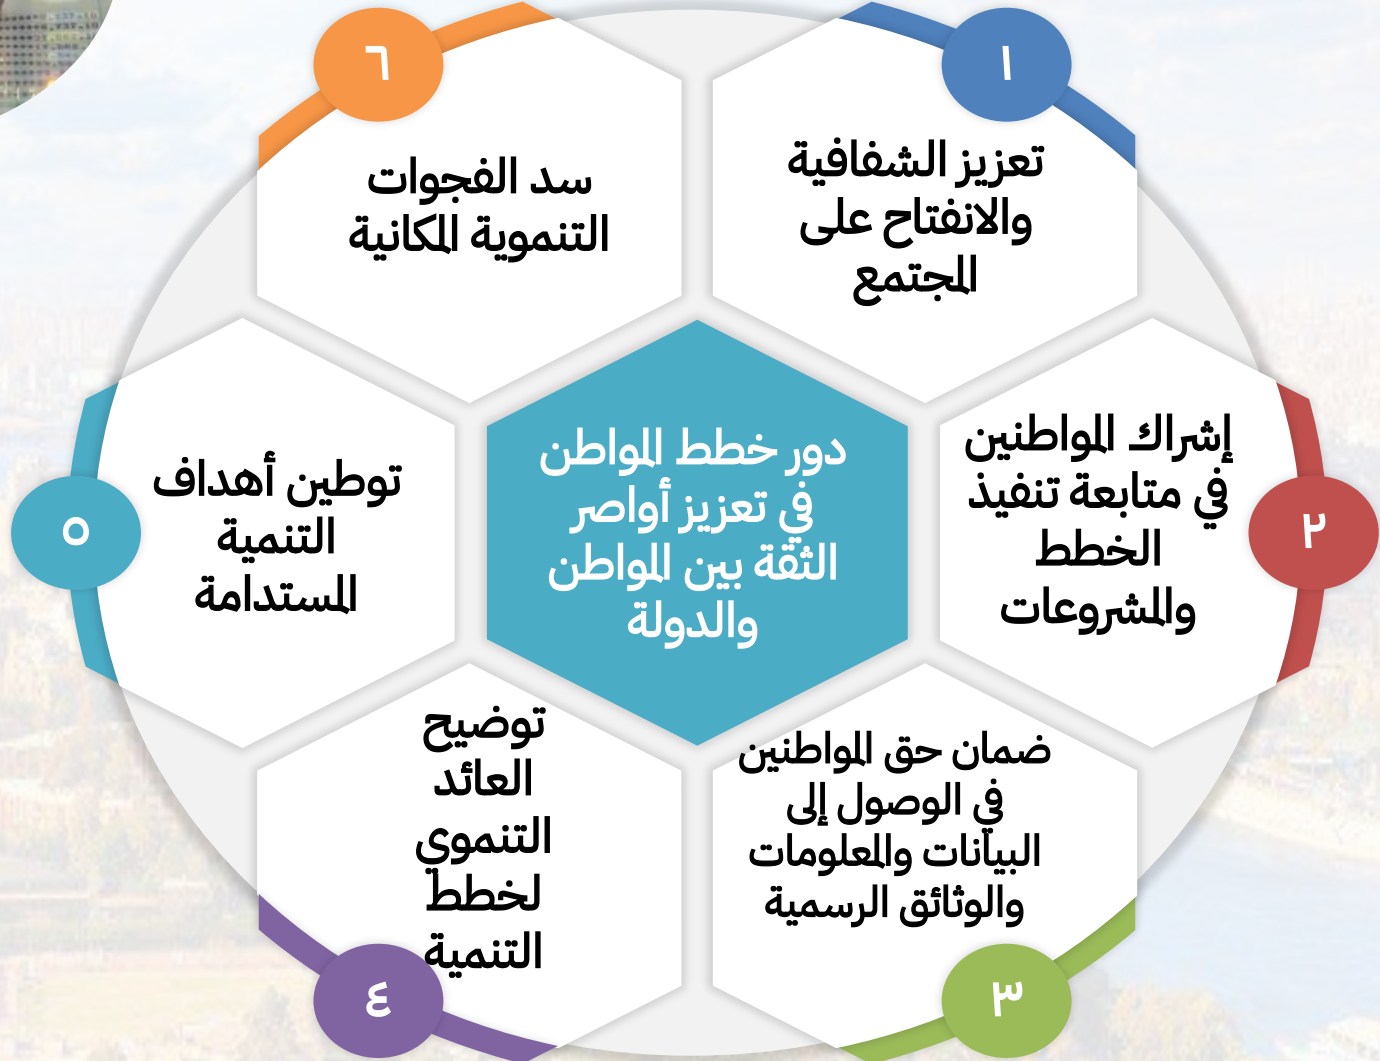 دور خطط المواطن
في تعزيز أواصر
الثقة بين المواطن
والدولة
١
تعزيز الشفافية
والانفتاح على
المجتمع
٢
إشراك المواطنين
في متابعة تنفيذ
الخطط
والمشروعات
٣
ضمان حق المواطنين
في الوصول إلى
البيانات والمعلومات
والوثائق الرسمية
٤
توضيح
العائد
التنموي
لخطط
التنمية
٥
توطين أهداف
التنمية
المستدامة
٦
سد الفجوات
التنموية المكانية